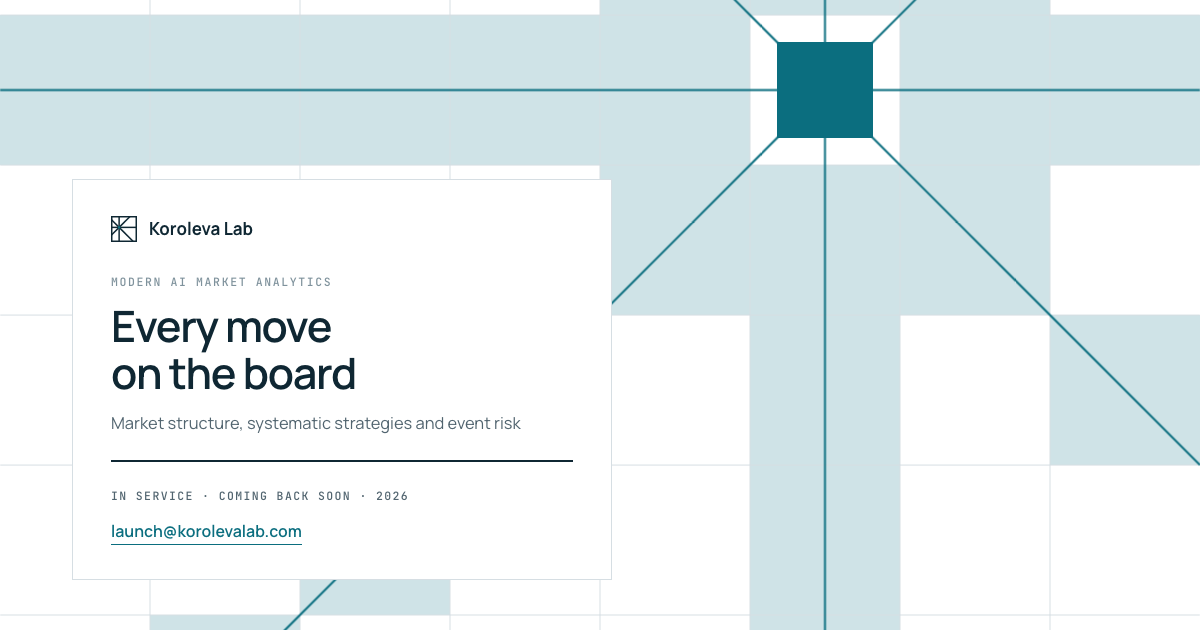 Koroleva Lab
MODERN AI MARKET ANALYTICS
Every move
on the board
Market structure, systematic strategies and event risk
IN SERVICE · COMING BACK SOON · 2026
launch@korolevalab.com